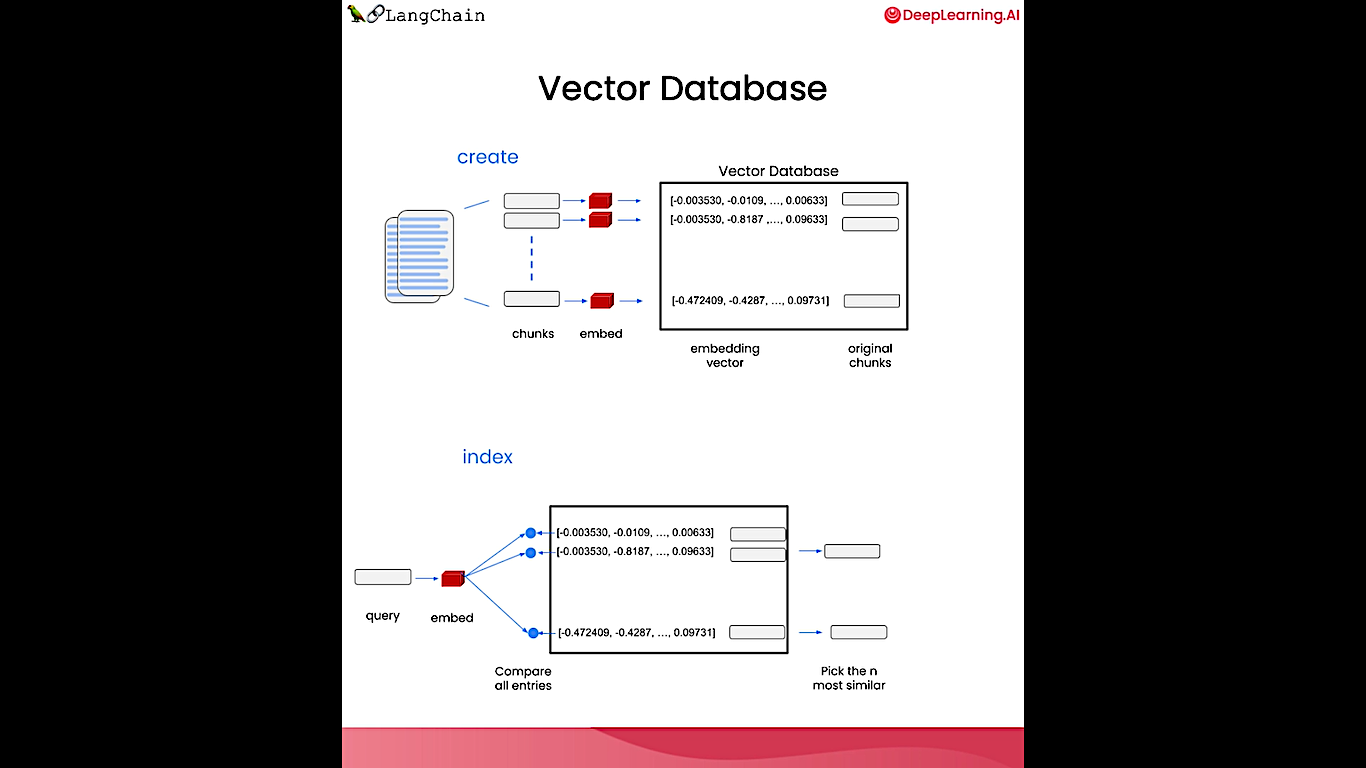 LangChain
DeepLearning.AI
Vector Database
create
Vector Database
[-0.003530, -0.0109, ..., 0.00633]
[-0.003530, -0.8187 ,..., 0.09633]
[-0.472409, -0.4287, ..., 0.09731]
chunks
embed
embedding
vector
original
chunks
index
[-0.003530, -0.0109, ..., 0.00633]
[-0.003530, -0.8187, ..., 0.09633]
[-0.472409, -0.4287, ..., 0.09731]
query
embed
Compare
all entries
Pick the n
most similar